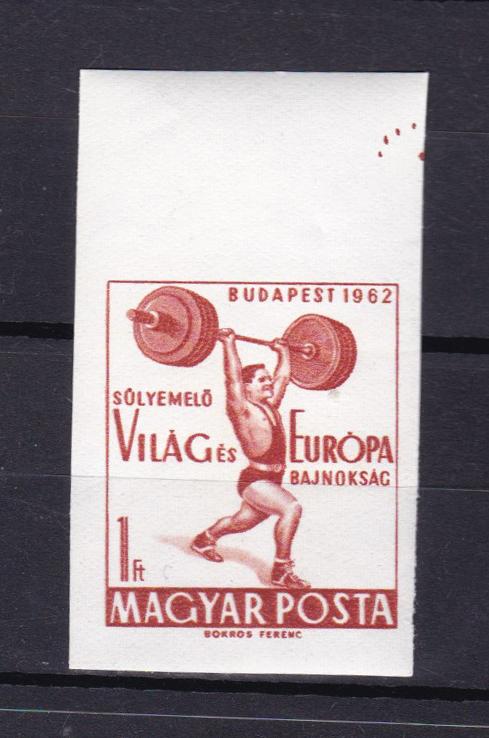 BUDAPEST 1962
SÚLYEMELŐ
VILÁG ÉS EURÓPA
BAJNOKSÁG
1 Ft
MAGYAR POSTA
BOKROS FERENC